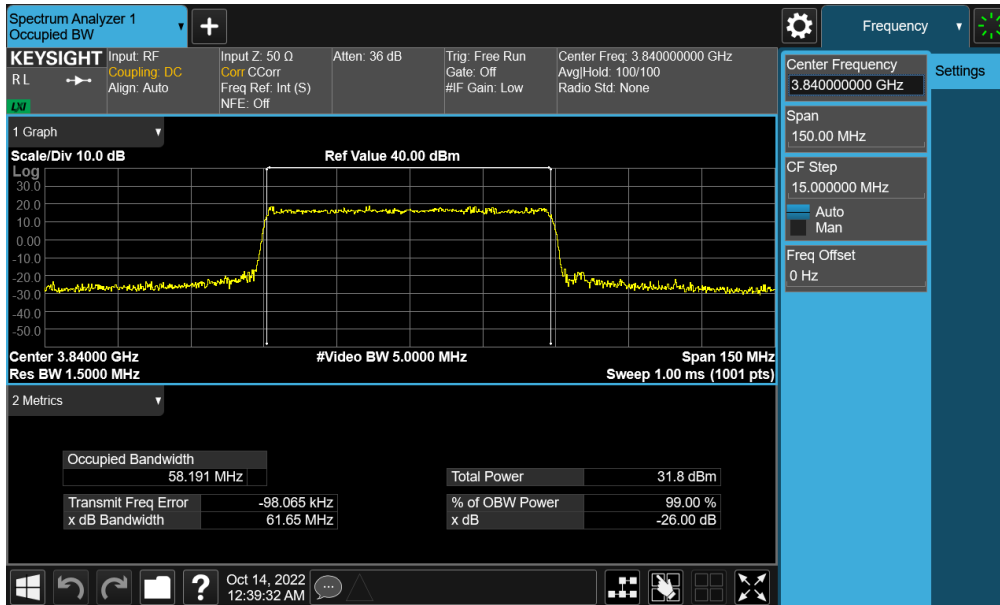 Spectrum Analyzer 1
Occupied BW
+
Frequency
KEYSIGHT
R L
LXI
Input: RF
Coupling: DC
Align: Auto
Input Z: 50 Ω
Corr CCorr
Freq Ref: Int (S)
NFE: Off
Atten: 36 dB
Trig: Free Run
Gate: Off
#IF Gain: Low
Center Freq: 3.840000000 GHz
Avg|Hold: 100/100
Radio Std: None
Center Frequency
3.840000000 GHz
Settings
Span
150.00 MHz
CF Step
15.000000 MHz
Auto
Man
Freq Offset
0 Hz
1 Graph
Scale/Div 10.0 dB
Ref Value 40.00 dBm
Log
30.0
20.0
10.0
0.00
-10.0
-20.0
-30.0
-40.0
-50.0
Center 3.84000 GHz
#Video BW 5.0000 MHz
Span 150 MHz
Res BW 1.5000 MHz
Sweep 1.00 ms (1001 pts)
2 Metrics
Occupied Bandwidth
58.191 MHz
Total Power 31.8 dBm
Transmit Freq Error -98.065 kHz
% of OBW Power 99.00 %
x dB Bandwidth 61.65 MHz
x dB -26.00 dB
?
Oct 14, 2022
12:39:32 AM